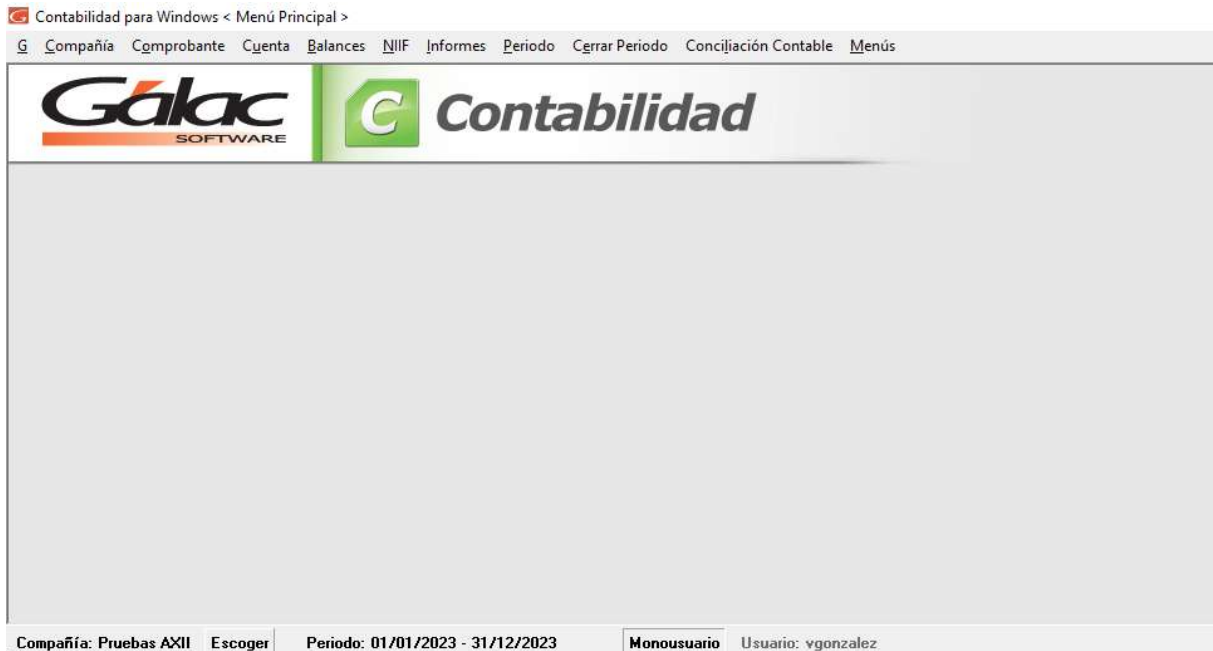 Contabilidad para Windows < Menú Principal >
G Compañía Comprobante Cuenta Balances NIIF Informes Periodo Cerrar Periodo Conciliación Contable Menús
Gálac
SOFTWARE
C Contabilidad
Compañía: Pruebas AXII Escoger Periodo: 01/01/2023 - 31/12/2023 Monousuario Usuario: vgonzalez